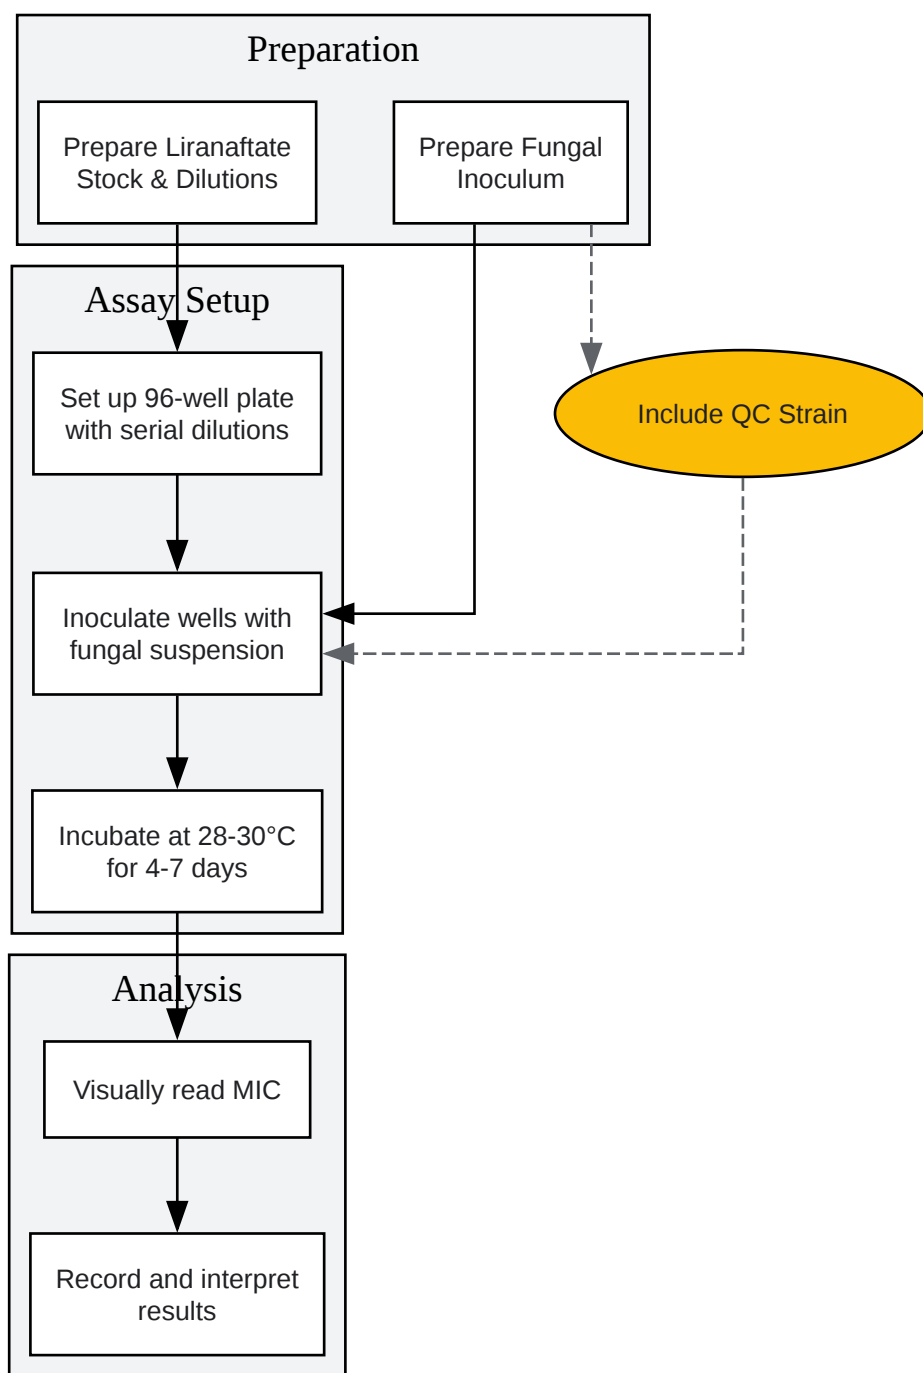 Preparation
Prepare Liranaftate
Stock & Dilutions
Prepare Fungal
Inoculum
Assay Setup
Set up 96-well plate
with serial dilutions
Include QC Strain
Inoculate wells with
fungal suspension
Incubate at 28-30°C
for 4-7 days
Analysis
Visually read MIC
Record and interpret
results